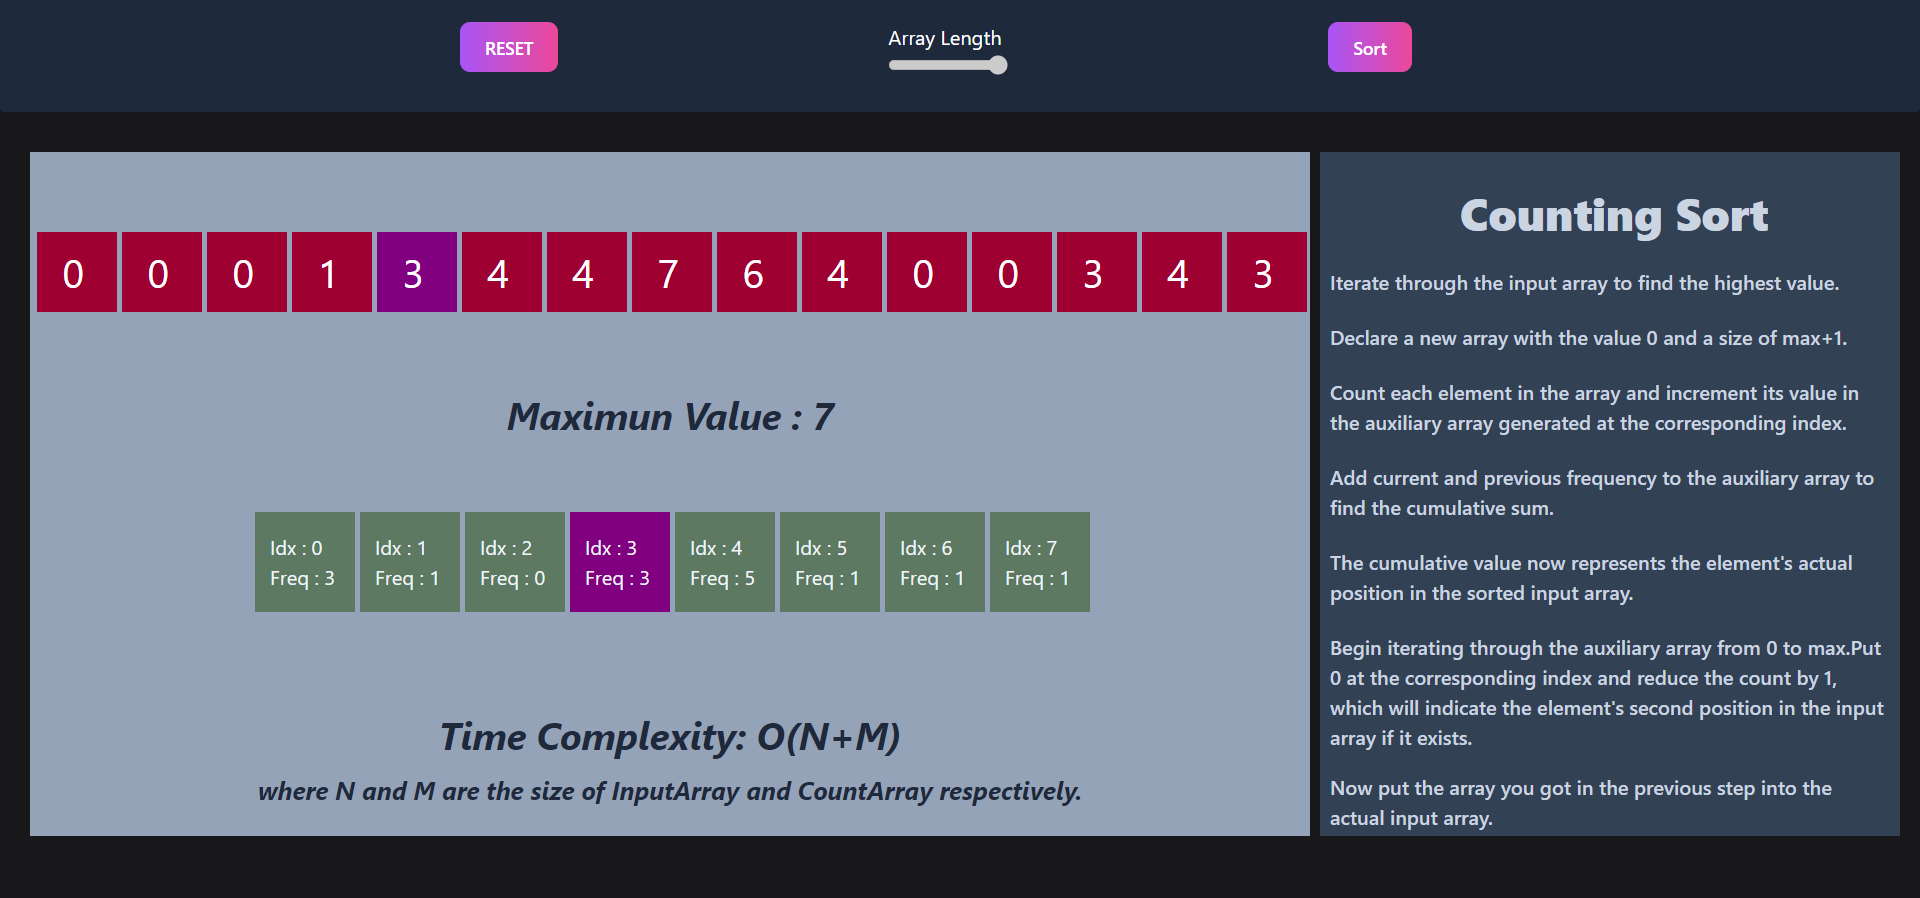 RESET
Array Length
Sort
0 0 0 1 3 4 4 7 6 4 0 0 3 4 3
Maximun Value : 7
Idx : 0 Idx : 1 Idx : 2 Idx : 3 Idx : 4 Idx : 5 Idx : 6 Idx : 7
Freq : 3 Freq : 1 Freq : 0 Freq : 3 Freq : 5 Freq : 1 Freq : 1 Freq : 1
Time Complexity: O(N+M)
where N and M are the size of InputArray and CountArray respectively.
Counting Sort
Iterate through the input array to find the highest value.
Declare a new array with the value 0 and a size of max+1.
Count each element in the array and increment its value in
the auxiliary array generated at the corresponding index.
Add current and previous frequency to the auxiliary array to
find the cumulative sum.
The cumulative value now represents the element's actual
position in the sorted input array.
Begin iterating through the auxiliary array from 0 to max.Put
0 at the corresponding index and reduce the count by 1,
which will indicate the element's second position in the input
array if it exists.
Now put the array you got in the previous step into the
actual input array.